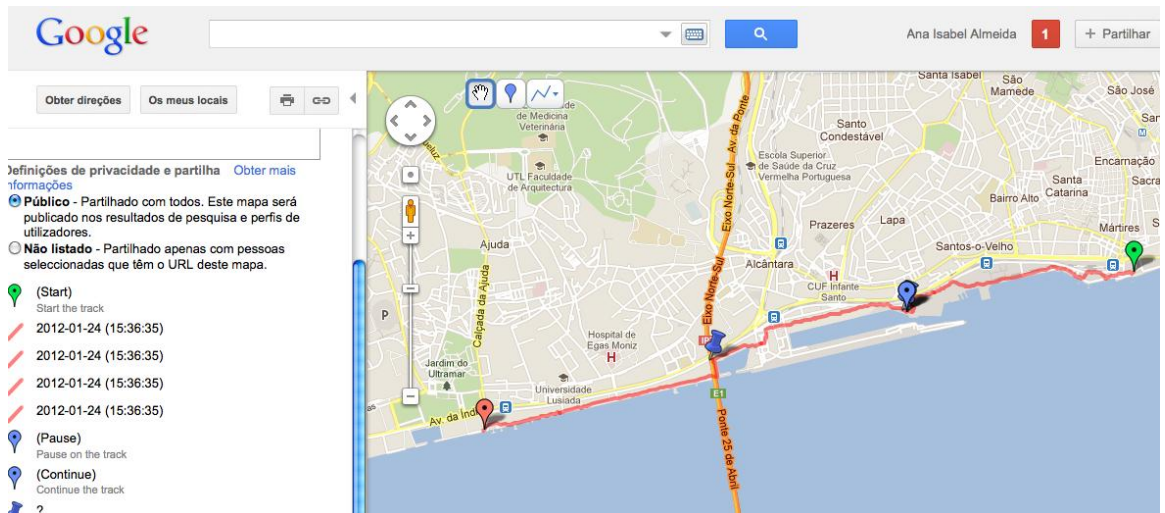 Google
Ana Isabel Almeida
1
+ Partilhar
Obter direções
Os meus locais
Definições de privacidade e partilha Obter mais
informações
Público - Partilhado com todos. Este mapa será
publicado nos resultados de pesquisa e perfis de
utilizadores.
Não listado - Partilhado apenas com pessoas
seleccionadas que têm o URL deste mapa.
(Start)
Start the track
2012-01-24 (15:36:35)
2012-01-24 (15:36:35)
2012-01-24 (15:36:35)
2012-01-24 (15:36:35)
(Pause)
Pause on the track
(Continue)
Continue the track
?
de Medicina
Veterinária
UTL Faculdade
de Arquitectura
Ajuda
Calçada da Ajuda
P
Jardim do
Ultramar
Av. da Índ
Universidade
Lusíada
Hospital de
Egas Moniz
H
Eixo Norte-Sul - Av. da Ponte
Eixo Norte-Sul
Alcântara
E1
Ponte 25 de Abril
Escola Superior
de Saúde da Cruz
Vermelha Portuguesa
Santo
Condestável
Prazeres
Lapa
H
CUF Infante
Santo
Santos-o-Velho
Santa Isabel
São
Mamede
São José
San
M
Encarnação
Santa
Catarina
Sacra
Bairro Alto
Mártires